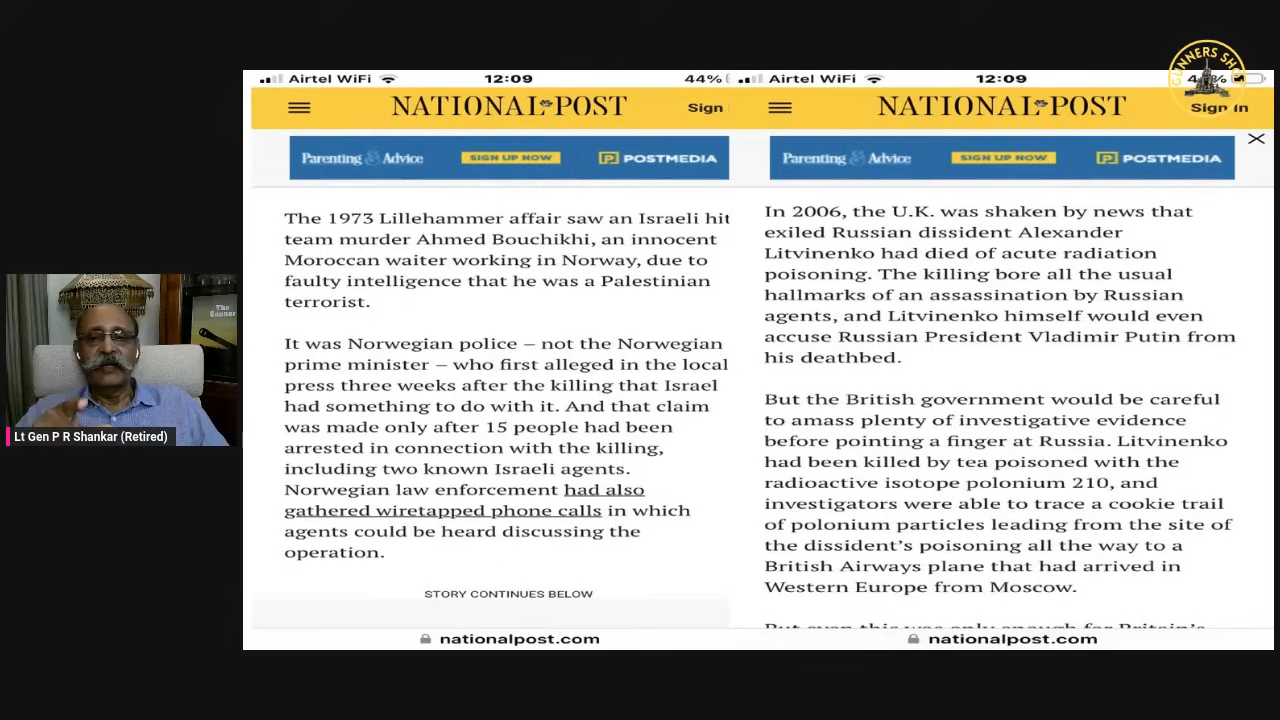 GUNNERS SHO
Airtel WiFi
12:09
44%
NATIONAL POST
Sign
Parenting & Advice
SIGN UP NOW
POSTMEDIA
The 1973 Lillehammer affair saw an Israeli hit
team murder Ahmed Bouchikhi, an innocent
Moroccan waiter working in Norway, due to
faulty intelligence that he was a Palestinian
terrorist.
It was Norwegian police – not the Norwegian
prime minister – who first alleged in the local
press three weeks after the killing that Israel
had something to do with it. And that claim
was made only after 15 people had been
arrested in connection with the killing,
including two known Israeli agents.
Norwegian law enforcement had also
gathered wiretapped phone calls in which
agents could be heard discussing the
operation.
STORY CONTINUES BELOW
nationalpost.com
Airtel WiFi
12:09
NATIONAL POST
Sign In
Parenting & Advice
SIGN UP NOW
POSTMEDIA
In 2006, the U.K. was shaken by news that
exiled Russian dissident Alexander
Litvinenko had died of acute radiation
poisoning. The killing bore all the usual
hallmarks of an assassination by Russian
agents, and Litvinenko himself would even
accuse Russian President Vladimir Putin from
his deathbed.
But the British government would be careful
to amass plenty of investigative evidence
before pointing a finger at Russia. Litvinenko
had been killed by tea poisoned with the
radioactive isotope polonium 210, and
investigators were able to trace a cookie trail
of polonium particles leading from the site of
the dissident's poisoning all the way to a
British Airways plane that had arrived in
Western Europe from Moscow.
But even this was only enough for Britain's
nationalpost.com
The
Gunner
Lt Gen P R Shankar (Retired)